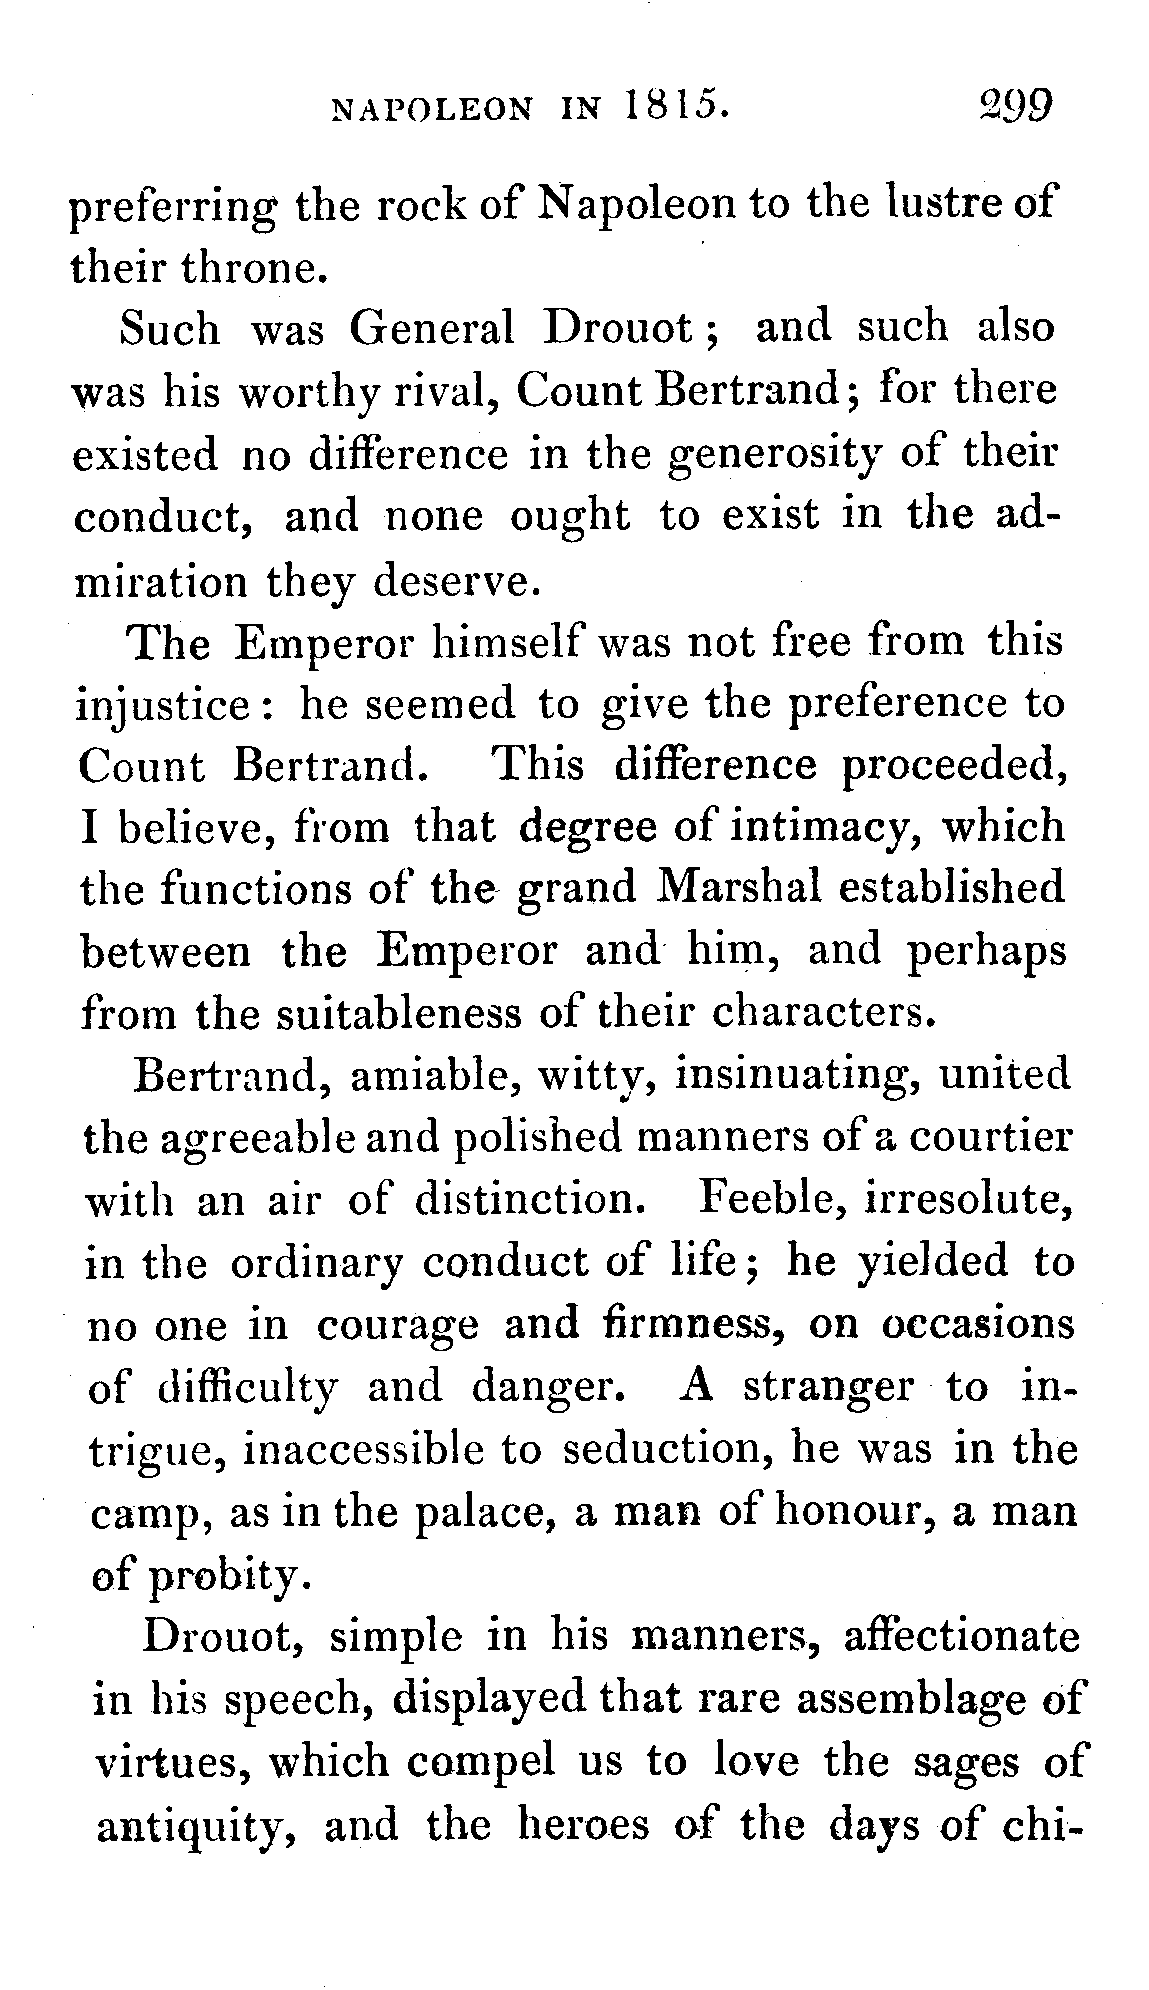 NAPOLEON IN 1815. 299
preferring the rock of Napoleon to the lustre of
their throne.
Such was General Drouot ; and such also
was his worthy rival, Count Bertrand ; for there
existed no difference in the generosity of their
conduct, and none ought to exist in the ad-
miration they deserve.
The Emperor himself was not free from this
injustice : he seemed to give the preference to
Count Bertrand. This difference proceeded,
I believe, from that degree of intimacy, which
the functions of the grand Marshal established
between the Emperor and him, and perhaps
from the suitableness of their characters.
Bertrand, amiable, witty, insinuating, united
the agreeable and polished manners of a courtier
with an air of distinction. Feeble, irresolute,
in the ordinary conduct of life ; he yielded to
no one in courage and firmness, on occasions
of difficulty and danger. A stranger to in-
trigue, inaccessible to seduction, he was in the
camp, as in the palace, a man of honour, a man
of probity.
Drouot, simple in his manners, affectionate
in his speech, displayed that rare assemblage of
virtues, which compel us to love the sages of
antiquity, and the heroes of the days of chi-